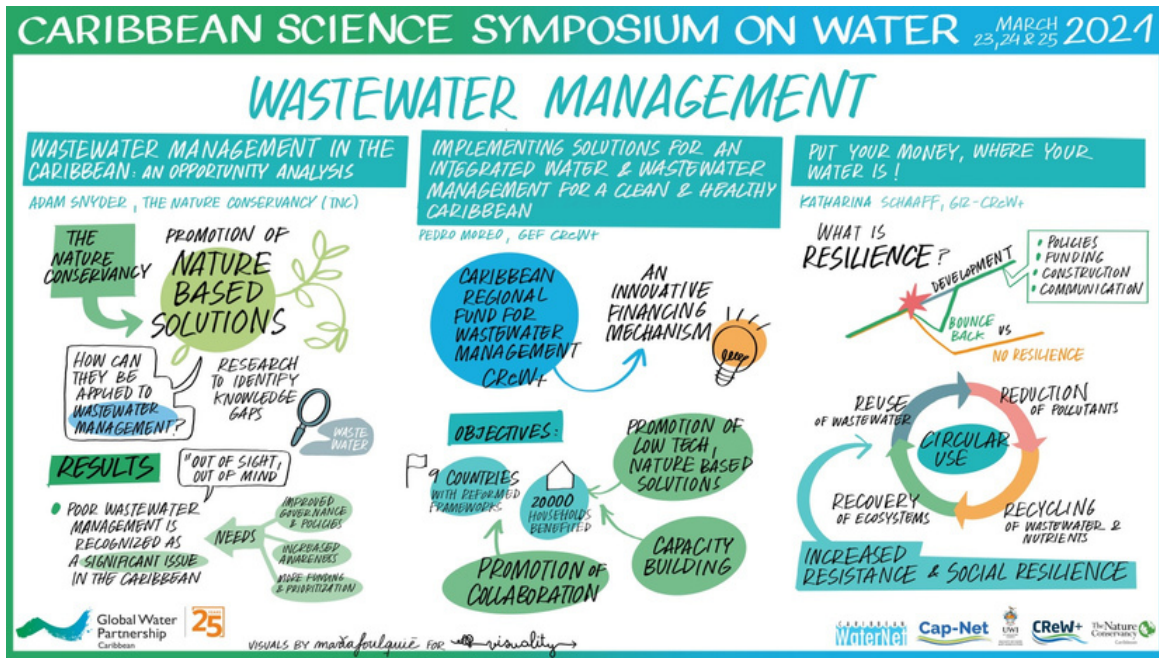 CARIBBEAN SCIENCE SYMPOSIUM ON WATER MARCH 23,24 & 25 2021
WASTEWATER MANAGEMENT
WASTEWATER MANAGEMENT IN THE
CARIBBEAN: AN OPPORTUNITY ANALYSIS
ADAM SNYDER, THE NATURE CONSERVANCY (TNC)
THE
NATURE
CONSERVANCY
PROMOTION OF
NATURE
BASED
SOLUTIONS
HOW CAN
THEY BE
APPLIED TO
WASTEWATER
MANAGEMENT?
RESEARCH
TO IDENTIFY
KNOWLEDGE
GAPS
WASTE
WATER
RESULTS
"OUT OF SIGHT,
OUT OF MIND
• POOR WASTEWATER
MANAGEMENT IS
RECOGNIZED AS
A SIGNIFICANT ISSUE
IN THE CARIBBEAN
NEEDS
IMPROVED
GOVERNANCE
& POLICIES
INCREASED
AWARENESS
MORE FUNDING
& PRIORITIZATION
IMPLEMENTING SOLUTIONS FOR AN
INTEGRATED WATER & WASTEWATER
MANAGEMENT FOR A CLEAN & HEALTHY
CARIBBEAN
PEDRO MOREO, GEF CReW+
CARIBBEAN
REGIONAL
FUND FOR
WASTEWATER
MANAGEMENT
CReW+
AN
INNOVATIVE
FINANCING
MECHANISM
OBJECTIVES:
9 COUNTRIES
WITH REFORMED
FRAMEWORKS
20000
HOUSEHOLDS
BENEFITED
PROMOTION OF
LOW TECH,
NATURE BASED
SOLUTIONS
PROMOTION OF
COLLABORATION
CAPACITY
BUILDING
PUT YOUR MONEY, WHERE YOUR
WATER IS!
KATHARINA SCHAAFF, GIZ-CReW+
WHAT IS
RESILIENCE?
DEVELOPMENT
• POLICIES
• FUNDING
• CONSTRUCTION
• COMMUNICATION
BOUNCE
BACK
VS
NO RESILIENCE
REUSE
OF WASTEWATER
REDUCTION
OF POLLUTANTS
CIRCULAR
USE
RECOVERY
OF ECOSYSTEMS
RECYCLING
OF WASTEWATER &
NUTRIENTS
INCREASED
RESISTANCE & SOCIAL RESILIENCE
Global Water
Partnership
Caribbean
25
VISUALS BY maríafoulquié FOR visuality
CARIBBEAN
WaterNet
Cap-Net
UWI
CReW+
The Nature
Conservancy
Caribbean